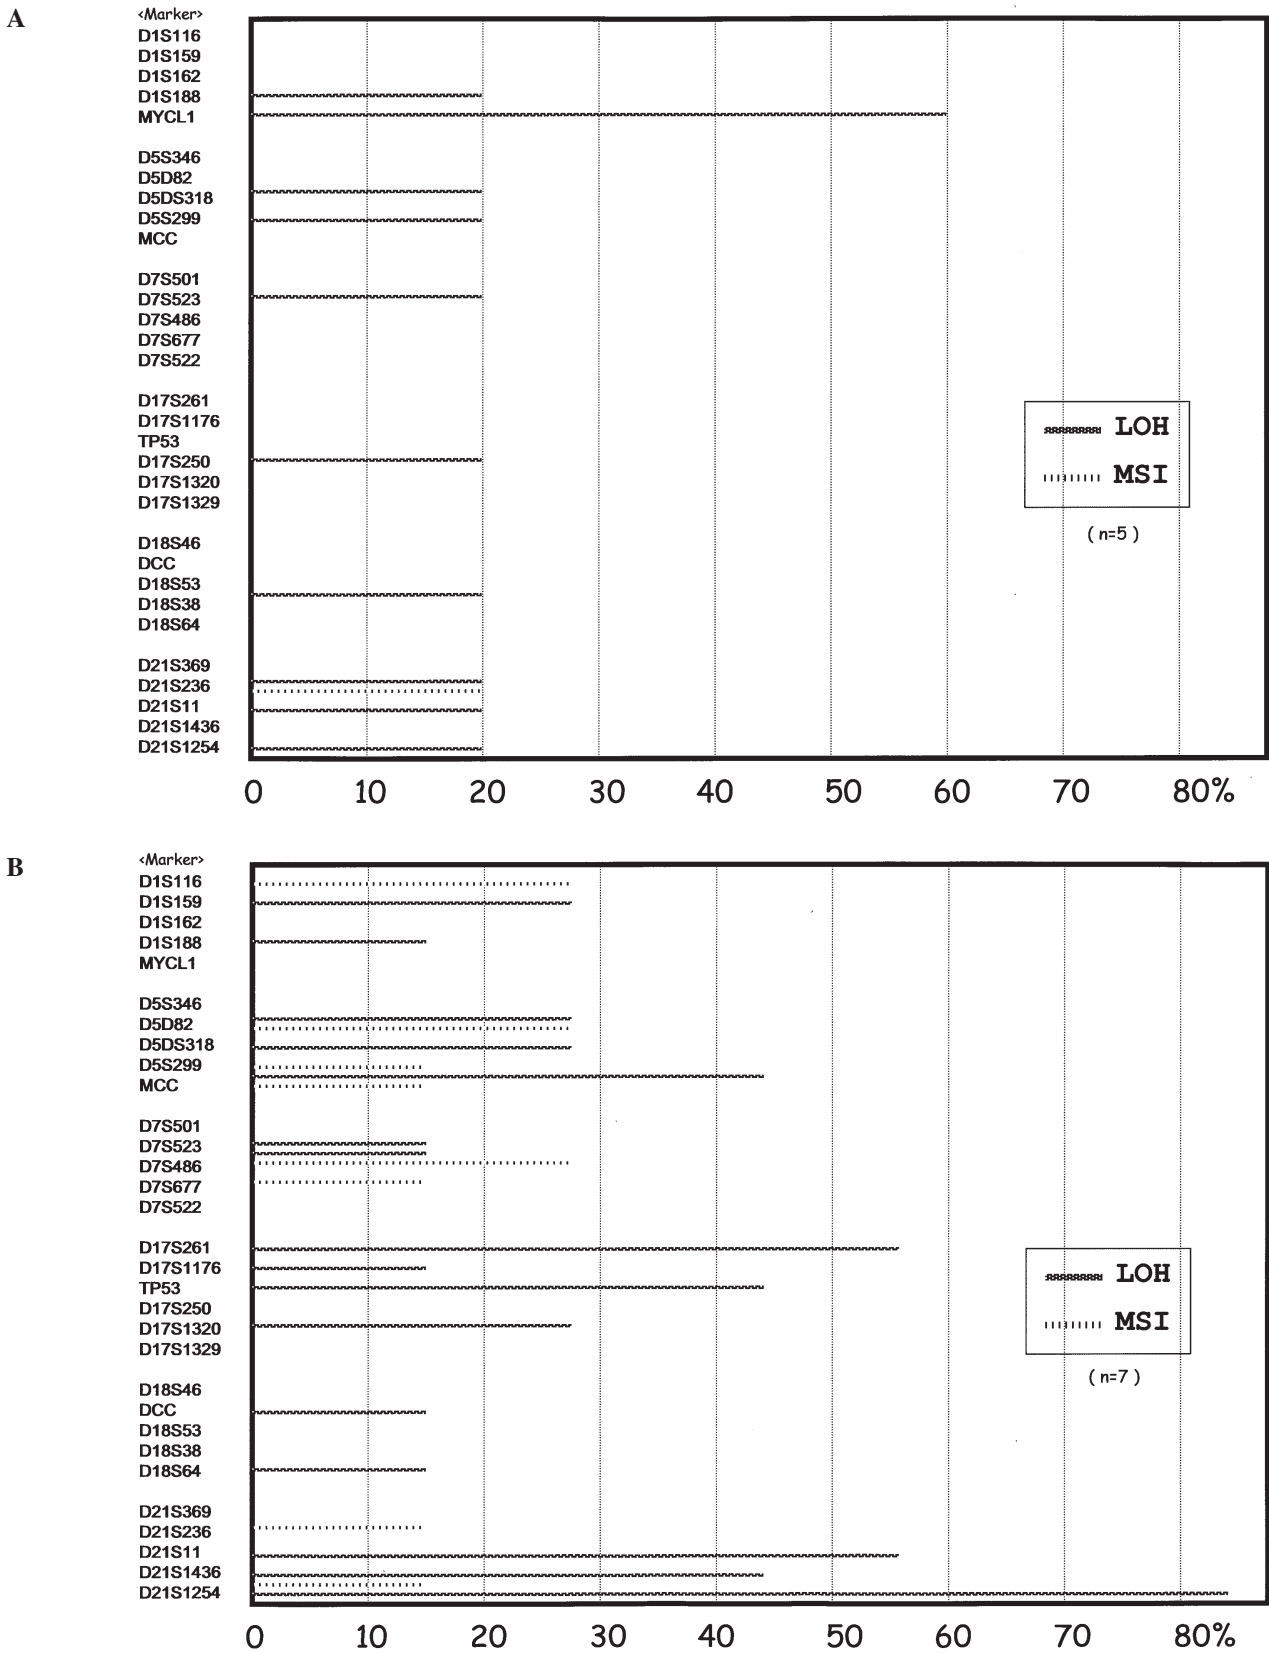 A
<Marker>
D1S116
D1S159
D1S162
D1S188
MYCL1
D5S346
D5D82
D5DS318
D5S299
MCC
D7S501
D7S523
D7S486
D7S677
D7S522
D17S261
D17S1176
TP53
D17S250
D17S1320
D17S1329
D18S46
DCC
D18S53
D18S38
D18S64
D21S369
D21S236
D21S11
D21S1436
D21S1254
LOH
MSI
( n=5 )
0 10 20 30 40 50 60 70 80%
B
<Marker>
D1S116
D1S159
D1S162
D1S188
MYCL1
D5S346
D5D82
D5DS318
D5S299
MCC
D7S501
D7S523
D7S486
D7S677
D7S522
D17S261
D17S1176
TP53
D17S250
D17S1320
D17S1329
D18S46
DCC
D18S53
D18S38
D18S64
D21S369
D21S236
D21S11
D21S1436
D21S1254
LOH
MSI
( n=7 )
0 10 20 30 40 50 60 70 80%